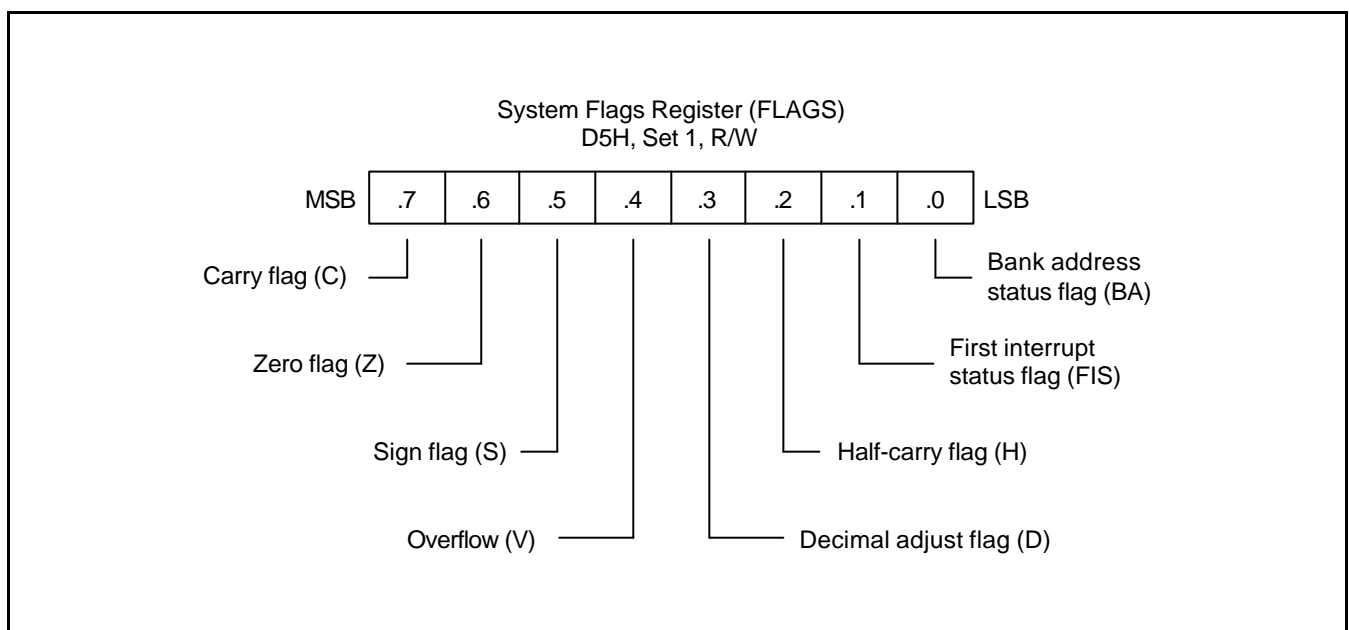 System Flags Register (FLAGS)
D5H, Set 1, R/W
MSB .7 .6 .5 .4 .3 .2 .1 .0 LSB
Carry flag (C)
Bank address
status flag (BA)
Zero flag (Z)
First interrupt
status flag (FIS)
Sign flag (S)
Half-carry flag (H)
Overflow (V)
Decimal adjust flag (D)